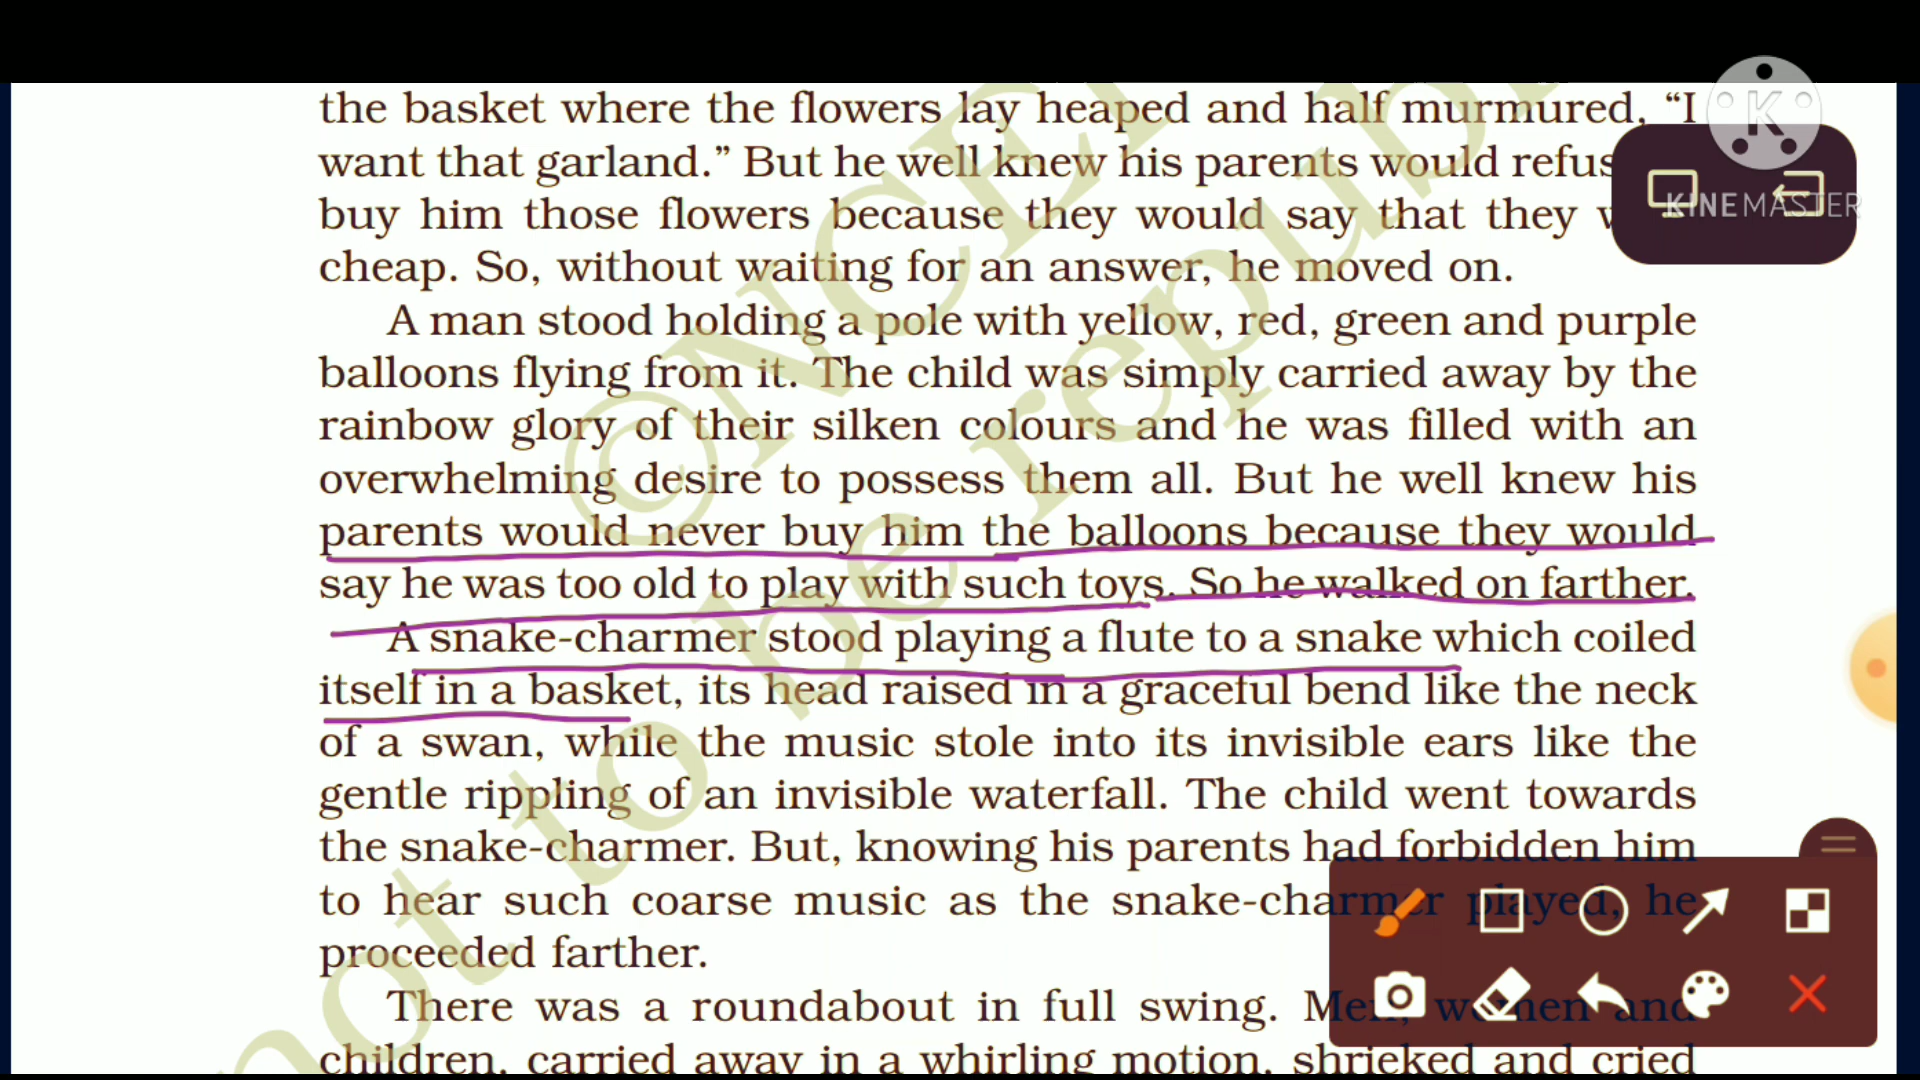 the basket where the flowers lay heaped and half murmured, “I
want that garland.” But he well knew his parents would refus
buy him those flowers because they would say that they w
cheap. So, without waiting for an answer, he moved on.
A man stood holding a pole with yellow, red, green and purple
balloons flying from it. The child was simply carried away by the
rainbow glory of their silken colours and he was filled with an
overwhelming desire to possess them all. But he well knew his
parents would never buy him the balloons because they would
say he was too old to play with such toys. So he walked on farther.
A snake-charmer stood playing a flute to a snake which coiled
itself in a basket, its head raised in a graceful bend like the neck
of a swan, while the music stole into its invisible ears like the
gentle rippling of an invisible waterfall. The child went towards
the snake-charmer. But, knowing his parents had forbidden him
to hear such coarse music as the snake-charmer played, he
proceeded farther.
There was a roundabout in full swing. Men, women and
children, carried away in a whirling motion, shrieked and cried
K
KINEMASTER
©NCE
not to be republ